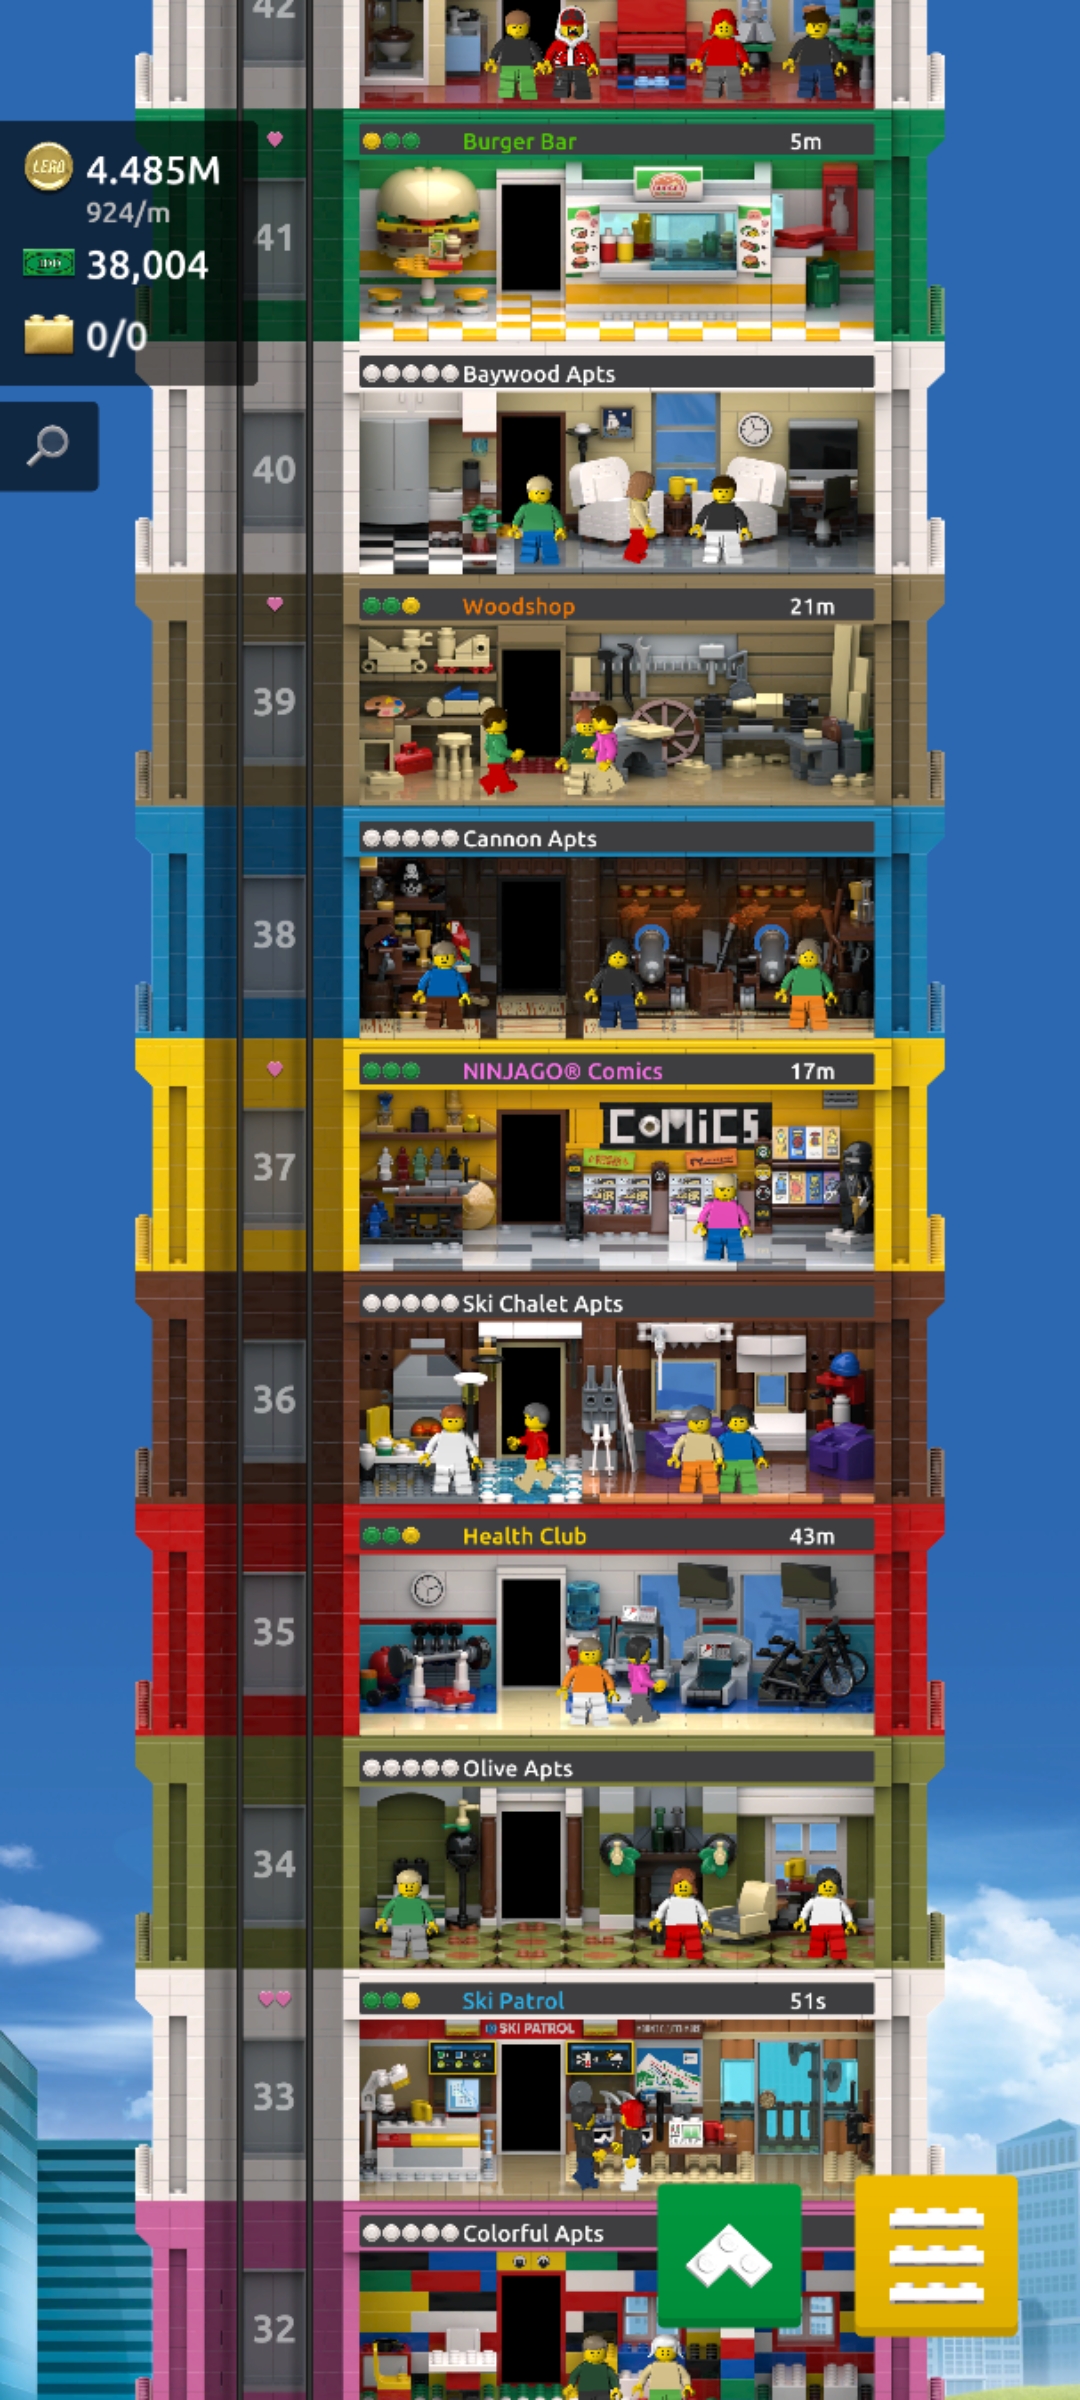 42
Burger Bar 5m
LEGO 4.485M
924/m
41
38,004
0/0
Baywood Apts
40
Woodshop 21m
39
Cannon Apts
38
NINJAGO® Comics 17m
COMiCS
37
Ski Chalet Apts
36
Health Club 43m
35
Olive Apts
34
Ski Patrol 51s
SKI PATROL
33
Colorful Apts
32